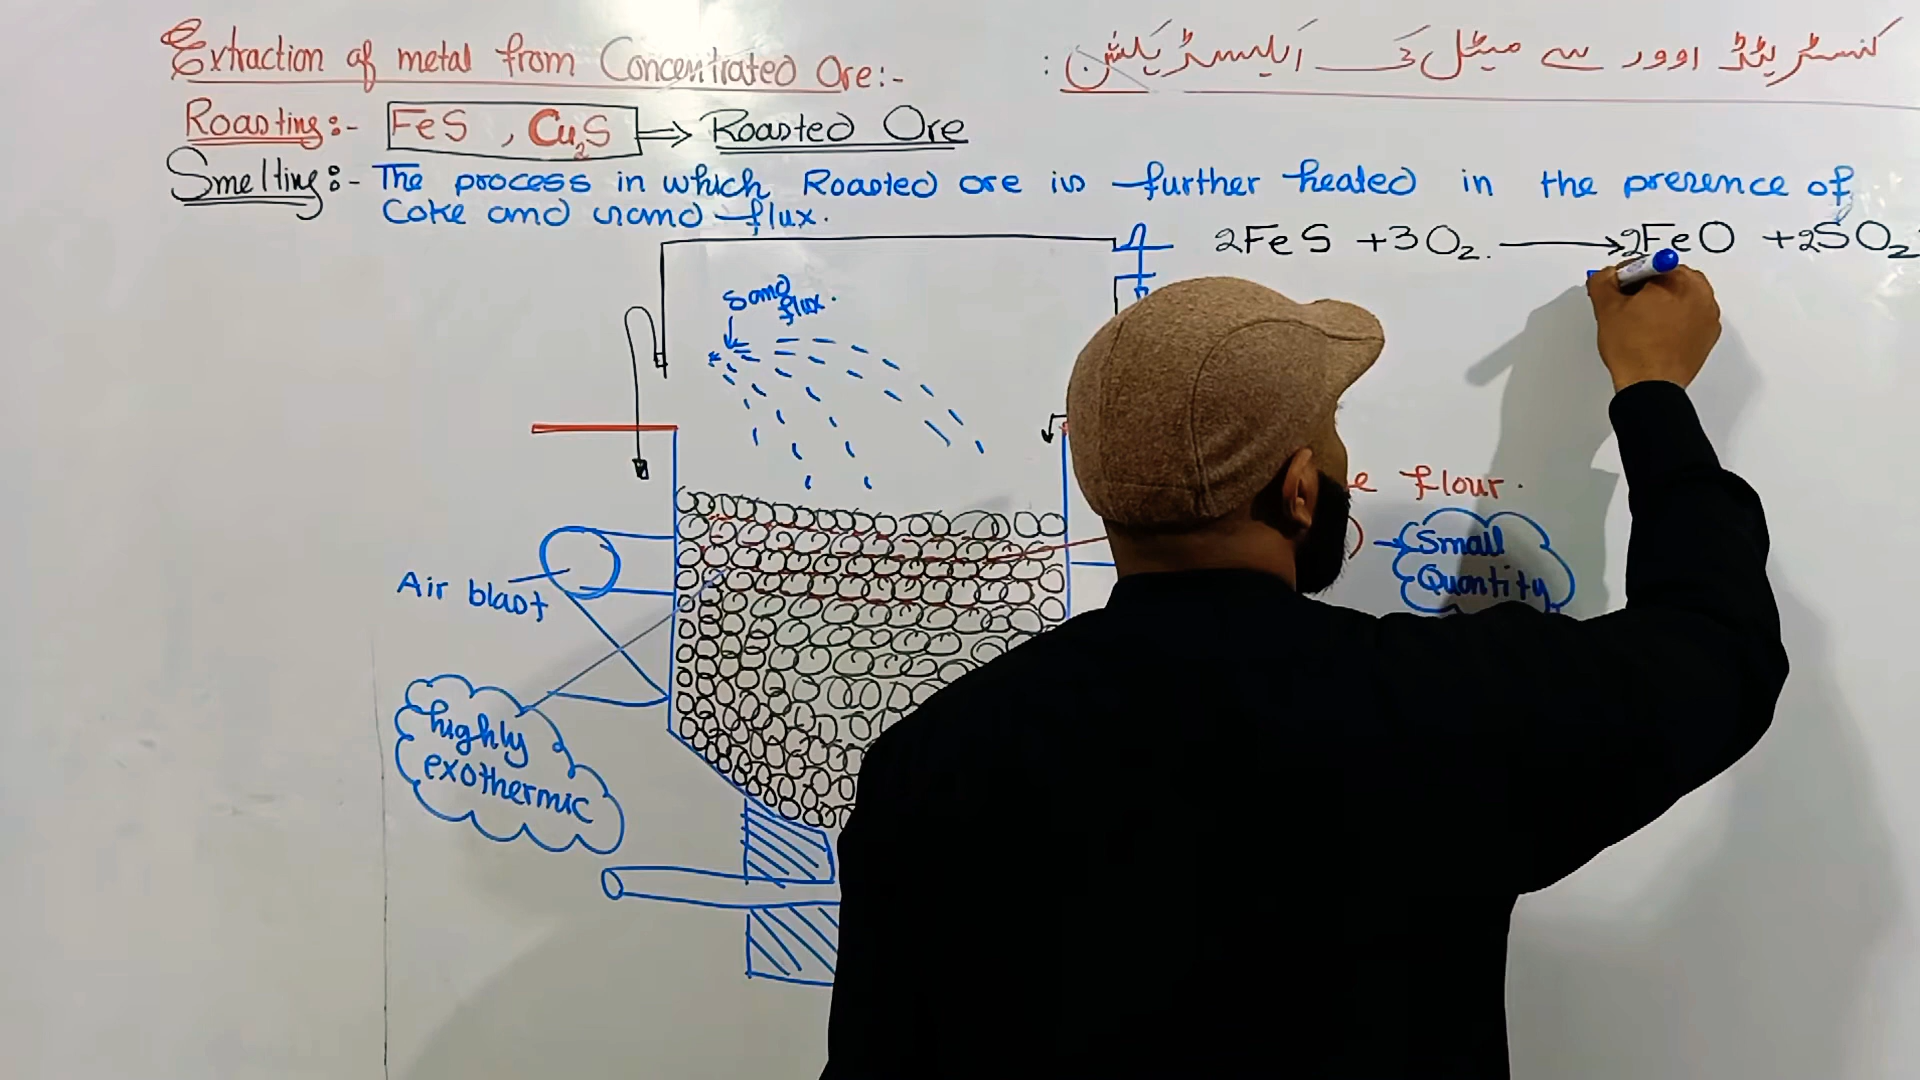 Extraction of metal from Concentrated Ore:-
کنسٹریٹڈ اوور سے میٹل کی ایکسٹریکشن :
Roasting:- FeS , Cu₂S ⟹ Roasted Ore
Smelting:- The process in which Roasted ore is further heated in the presence of
Coke and sand flux.
2FeS + 3O₂ ⟶ 2FeO + 2SO₂
Sand
flux.
e flour.
Small
Quantity
Air blast
highly
exothermic